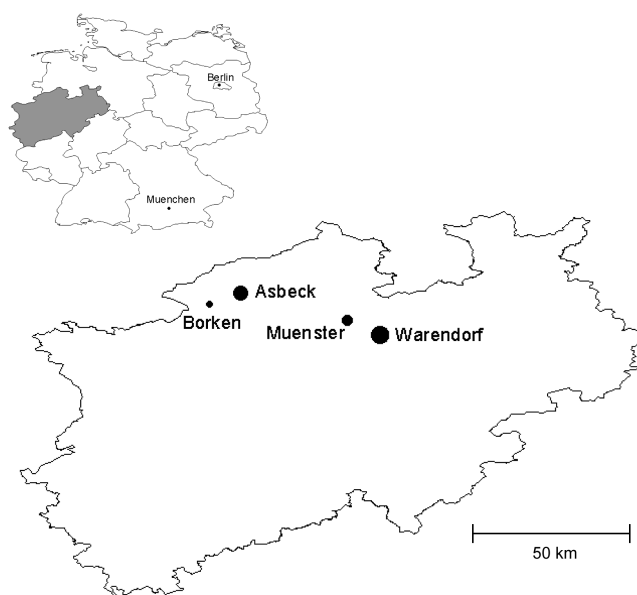 Berlin
Muenchen
Asbeck
Borken
Muenster
Warendorf
50 km